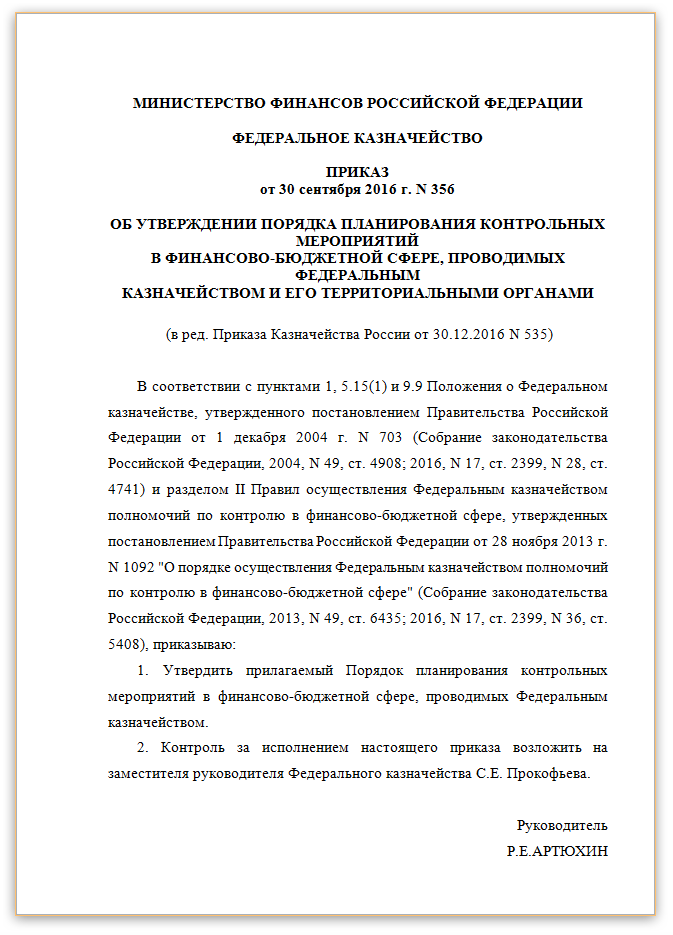 МИНИСТЕРСТВО ФИНАНСОВ РОССИЙСКОЙ ФЕДЕРАЦИИ
ФЕДЕРАЛЬНОЕ КАЗНАЧЕЙСТВО
ПРИКАЗ
от 30 сентября 2016 г. N 356
ОБ УТВЕРЖДЕНИИ ПОРЯДКА ПЛАНИРОВАНИЯ КОНТРОЛЬНЫХ
МЕРОПРИЯТИЙ
В ФИНАНСОВО-БЮДЖЕТНОЙ СФЕРЕ, ПРОВОДИМЫХ
ФЕДЕРАЛЬНЫМ
КАЗНАЧЕЙСТВОМ И ЕГО ТЕРРИТОРИАЛЬНЫМИ ОРГАНАМИ
(в ред. Приказа Казначейства России от 30.12.2016 N 535)
В соответствии с пунктами 1, 5.15(1) и 9.9 Положения о Федеральном
казначействе, утвержденного постановлением Правительства Российской
Федерации от 1 декабря 2004 г. N 703 (Собрание законодательства
Российской Федерации, 2004, N 49, ст. 4908; 2016, N 17, ст. 2399, N 28, ст.
4741) и разделом II Правил осуществления Федеральным казначейством
полномочий по контролю в финансово-бюджетной сфере, утвержденных
постановлением Правительства Российской Федерации от 28 ноября 2013 г.
N 1092 "О порядке осуществления Федеральным казначейством полномочий
по контролю в финансово-бюджетной сфере" (Собрание законодательства
Российской Федерации, 2013, N 49, ст. 6435; 2016, N 17, ст. 2399, N 36, ст.
5408), приказываю:
1. Утвердить прилагаемый Порядок планирования контрольных
мероприятий в финансово-бюджетной сфере, проводимых Федеральным
казначейством.
2. Контроль за исполнением настоящего приказа возложить на
заместителя руководителя Федерального казначейства С.Е. Прокофьева.
Руководитель
Р.Е.АРТЮХИН